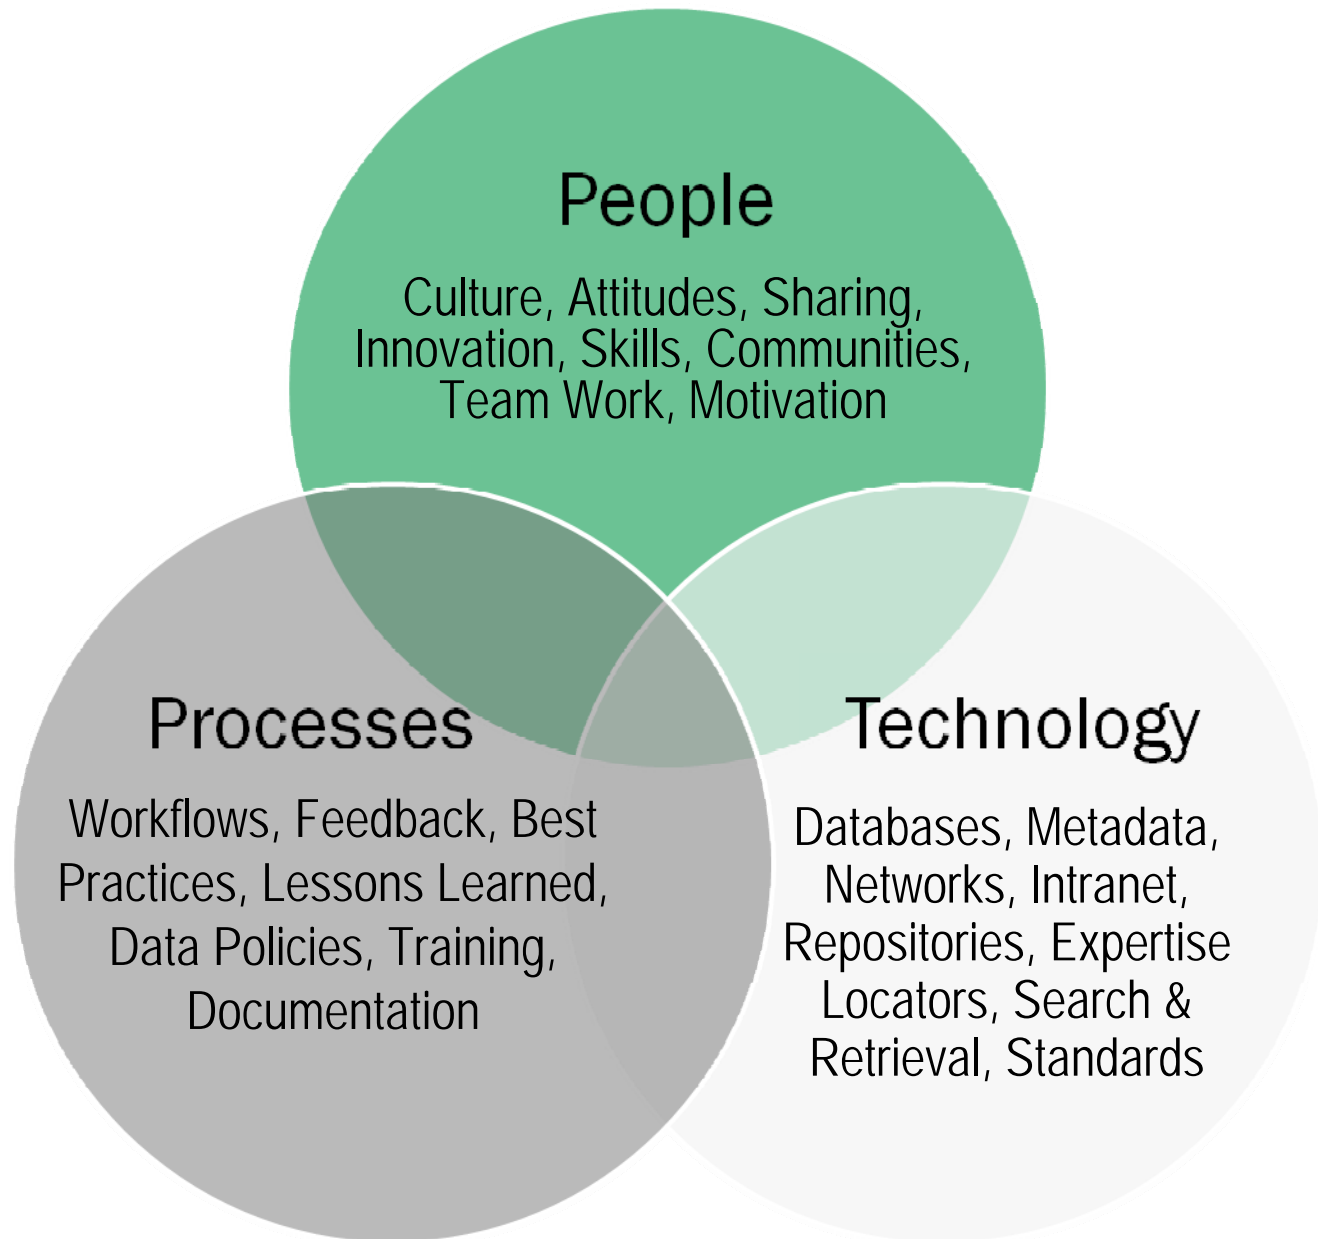 People
Culture, Attitudes, Sharing,
Innovation, Skills, Communities,
Team Work, Motivation
Processes
Workflows, Feedback, Best
Practices, Lessons Learned,
Data Policies, Training,
Documentation
Technology
Databases, Metadata,
Networks, Intranet,
Repositories, Expertise
Locators, Search &
Retrieval, Standards